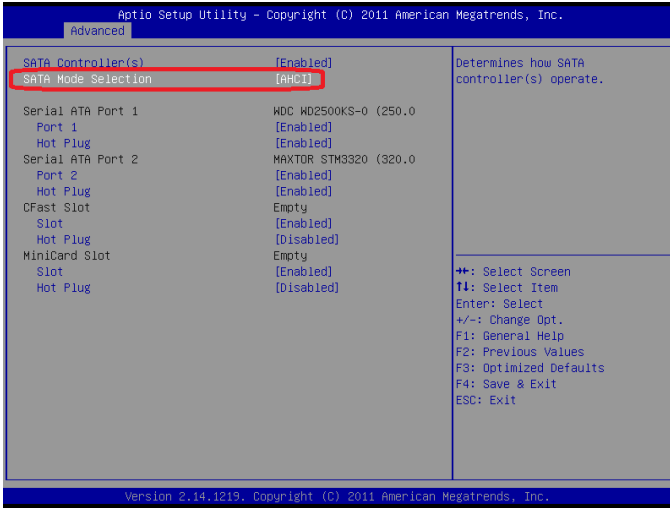 Aptio Setup Utility – Copyright (C) 2011 American Megatrends, Inc.
Advanced
SATA Controller(s) [Enabled]
SATA Mode Selection [AHCI]
Serial ATA Port 1 WDC WD2500KS-0 (250.0
Port 1 [Enabled]
Hot Plug [Enabled]
Serial ATA Port 2 MAXTOR STM3320 (320.0
Port 2 [Enabled]
Hot Plug [Enabled]
CFast Slot Empty
Slot [Enabled]
Hot Plug [Disabled]
MiniCard Slot Empty
Slot [Enabled]
Hot Plug [Disabled]
Determines how SATA
controller(s) operate.
→←: Select Screen
↑↓: Select Item
Enter: Select
+/-: Change Opt.
F1: General Help
F2: Previous Values
F3: Optimized Defaults
F4: Save & Exit
ESC: Exit
Version 2.14.1219. Copyright (C) 2011 American Megatrends, Inc.